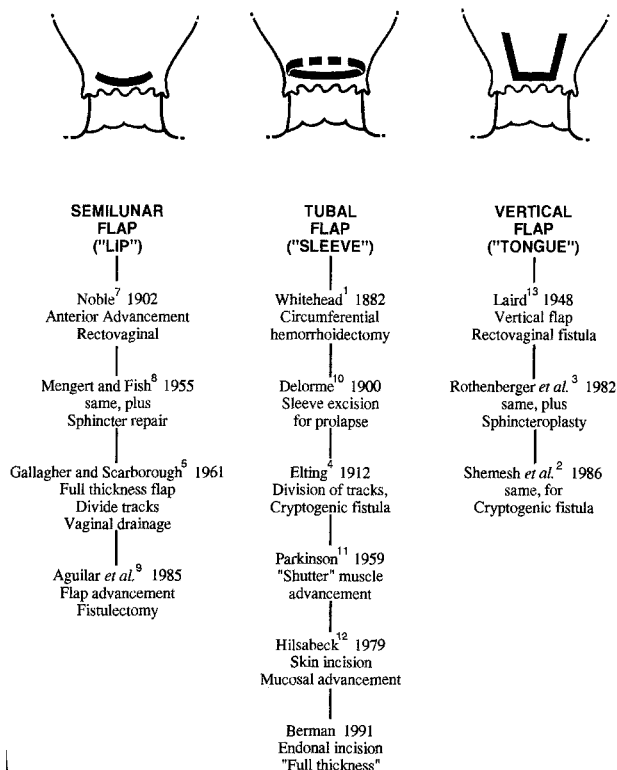 SEMILUNAR
FLAP
("LIP")
Noble7 1902
Anterior Advancement
Rectovaginal
Mengert and Fish8 1955
same, plus
Sphincter repair
Gallagher and Scarborough5 1961
Full thickness flap
Divide tracks
Vaginal drainage
Aguilar et al.9 1985
Flap advancement
Fistulectomy
TUBAL
FLAP
("SLEEVE")
Whitehead1 1882
Circumferential
hemorrhoidectomy
Delorme10 1900
Sleeve excision
for prolapse
Elting4 1912
Division of tracks,
Cryptogenic fistula
Parkinson11 1959
"Shutter" muscle
advancement
Hilsabeck12 1979
Skin incision
Mucosal advancement
Berman 1991
Endonal incision
"Full thickness"
VERTICAL
FLAP
("TONGUE")
Laird13 1948
Vertical flap
Rectovaginal fistula
Rothenberger et al.3 1982
same, plus
Sphincteroplasty
Shemesh et al.2 1986
same, for
Cryptogenic fistula